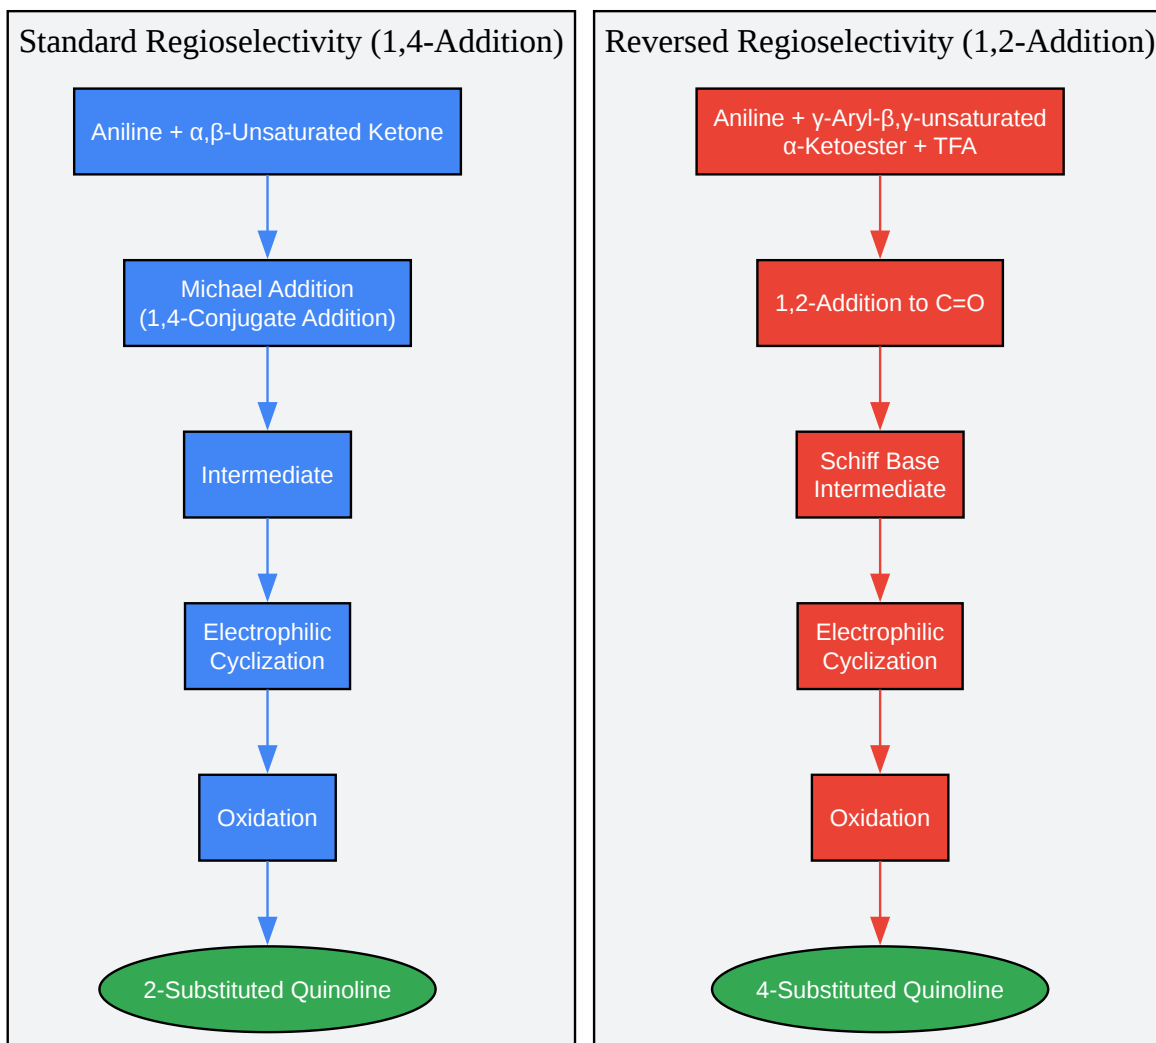 Standard Regioselectivity (1,4-Addition)
Aniline + α,β-Unsaturated Ketone
Michael Addition
(1,4-Conjugate Addition)
Intermediate
Electrophilic
Cyclization
Oxidation
2-Substituted Quinoline
Reversed Regioselectivity (1,2-Addition)
Aniline + γ-Aryl-β,γ-unsaturated
α-Ketoester + TFA
1,2-Addition to C=O
Schiff Base
Intermediate
Electrophilic
Cyclization
Oxidation
4-Substituted Quinoline